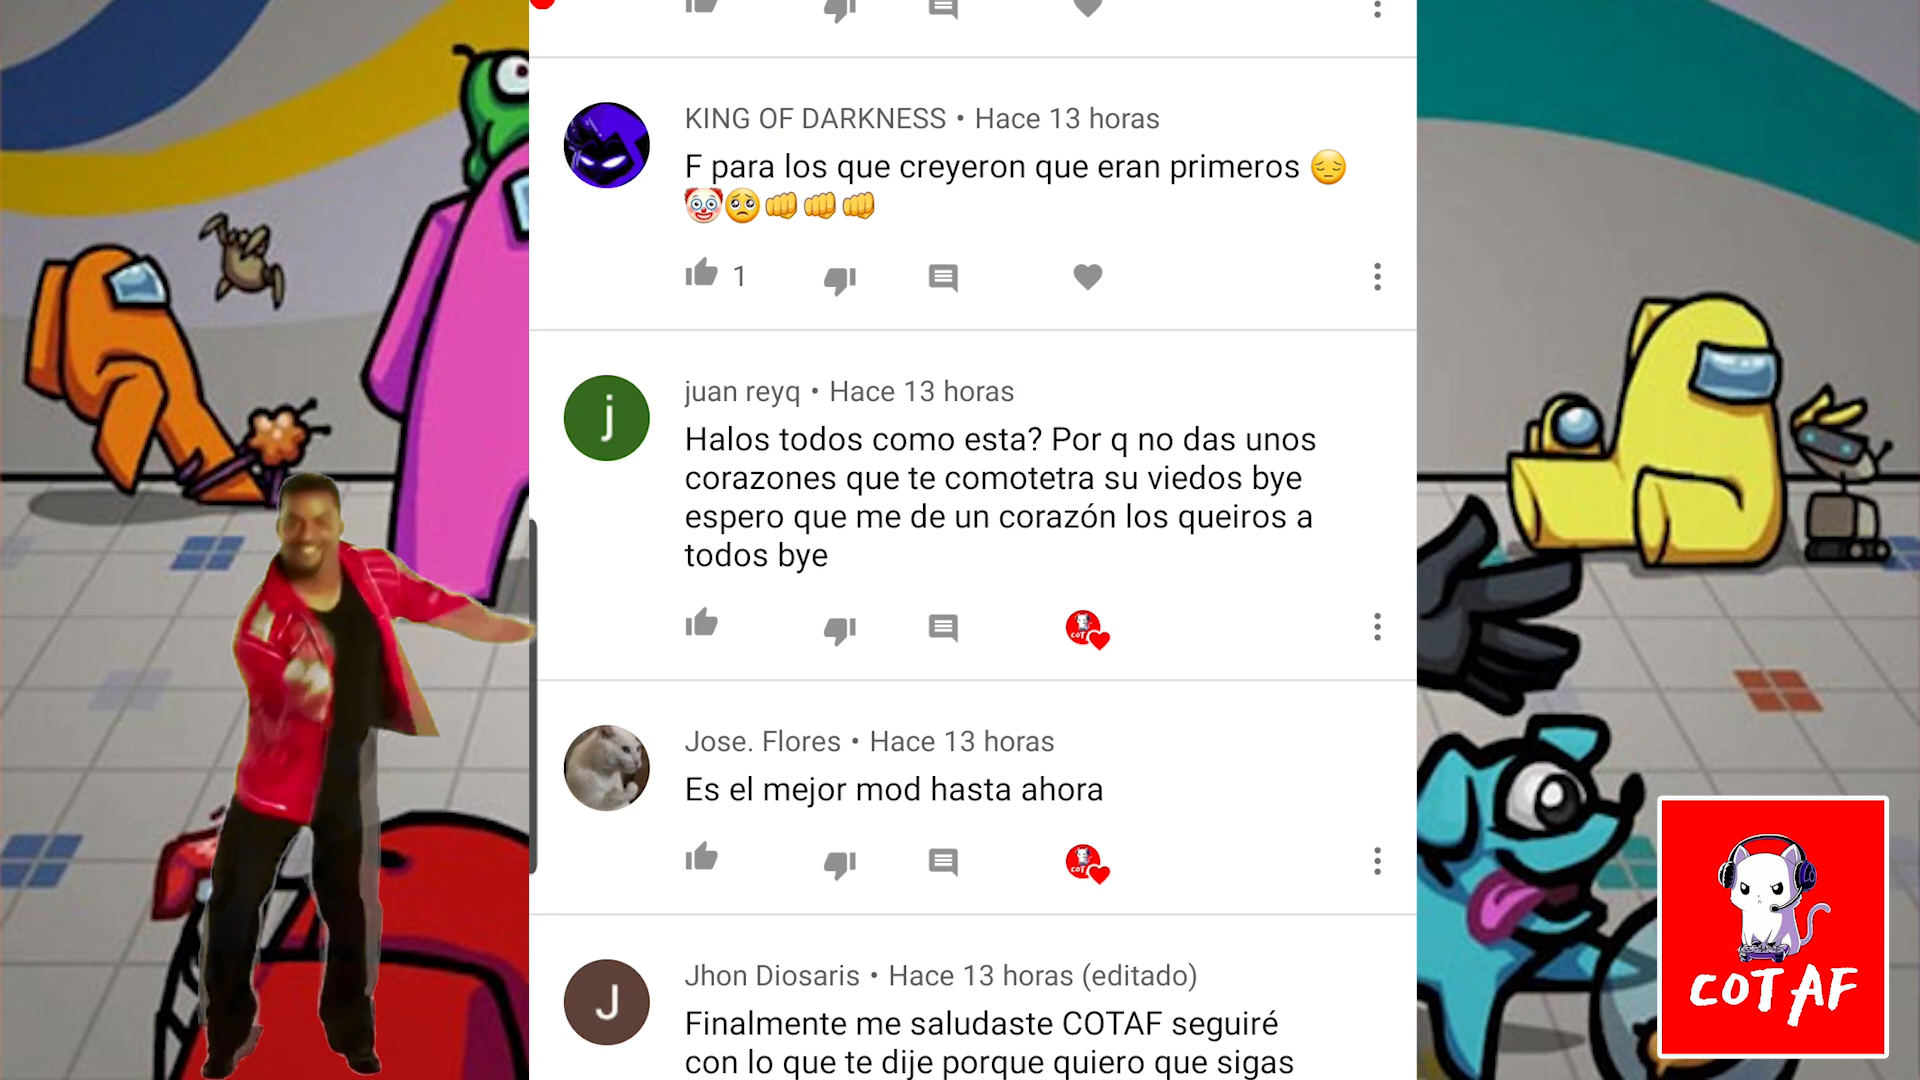 KING OF DARKNESS • Hace 13 horas
F para los que creyeron que eran primeros 😔
🤡🥺👊👊👊
1
j
juan reyq • Hace 13 horas
Halos todos como esta? Por q no das unos
corazones que te comotetra su viedos bye
espero que me de un corazón los queiros a
todos bye
COTAF
Jose. Flores • Hace 13 horas
Es el mejor mod hasta ahora
COTAF
J
Jhon Diosaris • Hace 13 horas (editado)
Finalmente me saludaste COTAF seguiré
con lo que te dije porque quiero que sigas
COTAF